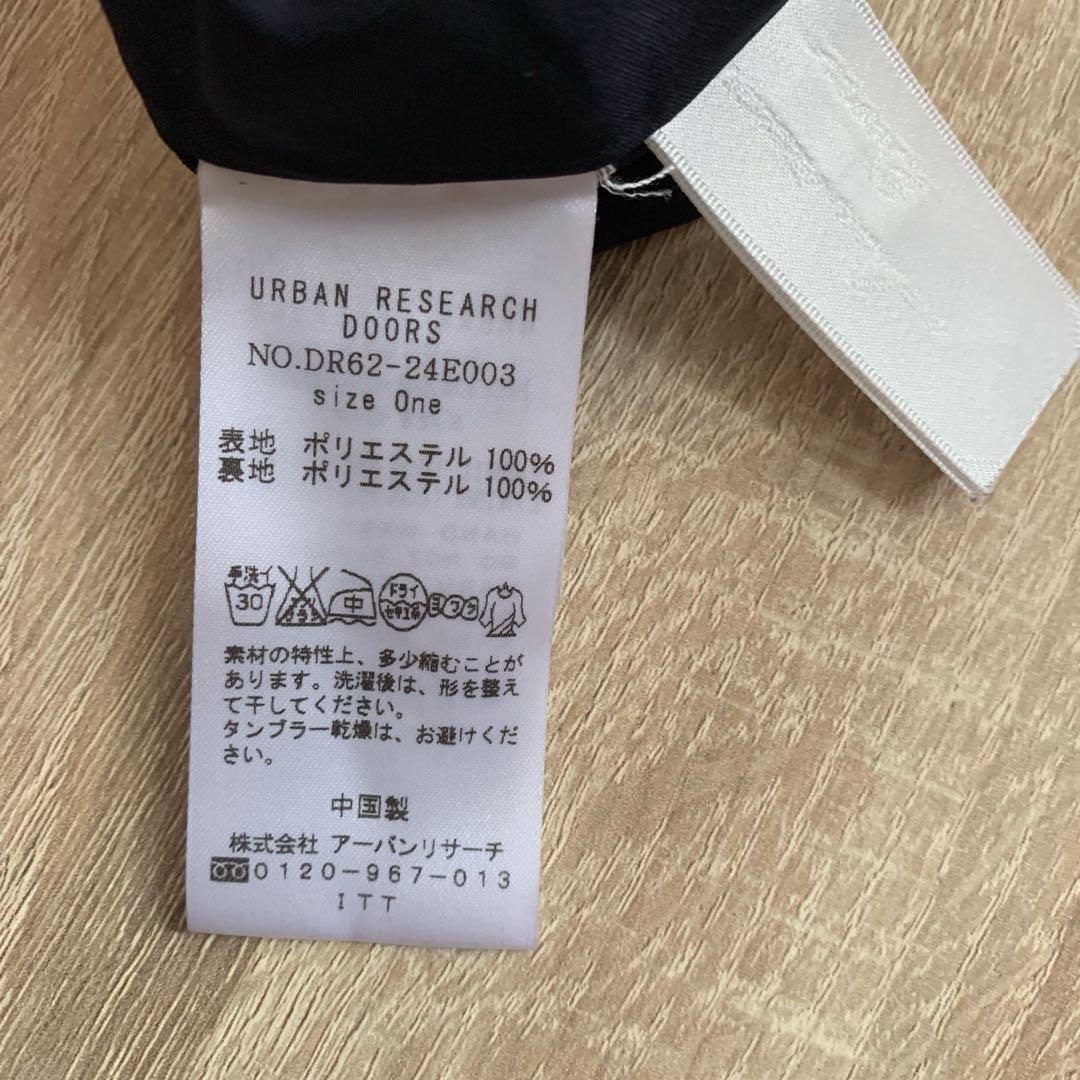 URBAN RESEARCH
DOORS
NO.DR62-24E003
size One
表地 ポリエステル 100%
裏地 ポリエステル 100%
手洗イ
30
中
ドライ
セキユ系
ヨワク
素材の特性上、多少縮むことが
あります。洗濯後は、形を整え
て干してください。
タンブラー乾燥は、お避けくだ
さい。
中国製
株式会社 アーバンリサーチ
0120-967-013
ITT